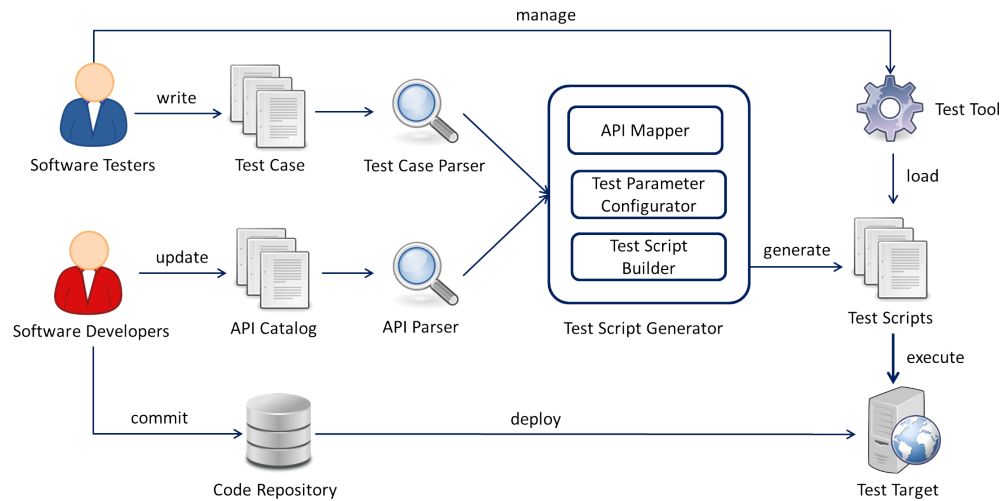 manage
write
Software Testers
Test Case
Test Case Parser
API Mapper
Test Parameter
Configurator
Test Script
Builder
Test Script Generator
Test Tool
load
update
Software Developers
API Catalog
API Parser
generate
Test Scripts
execute
commit
deploy
Code Repository
Test Target